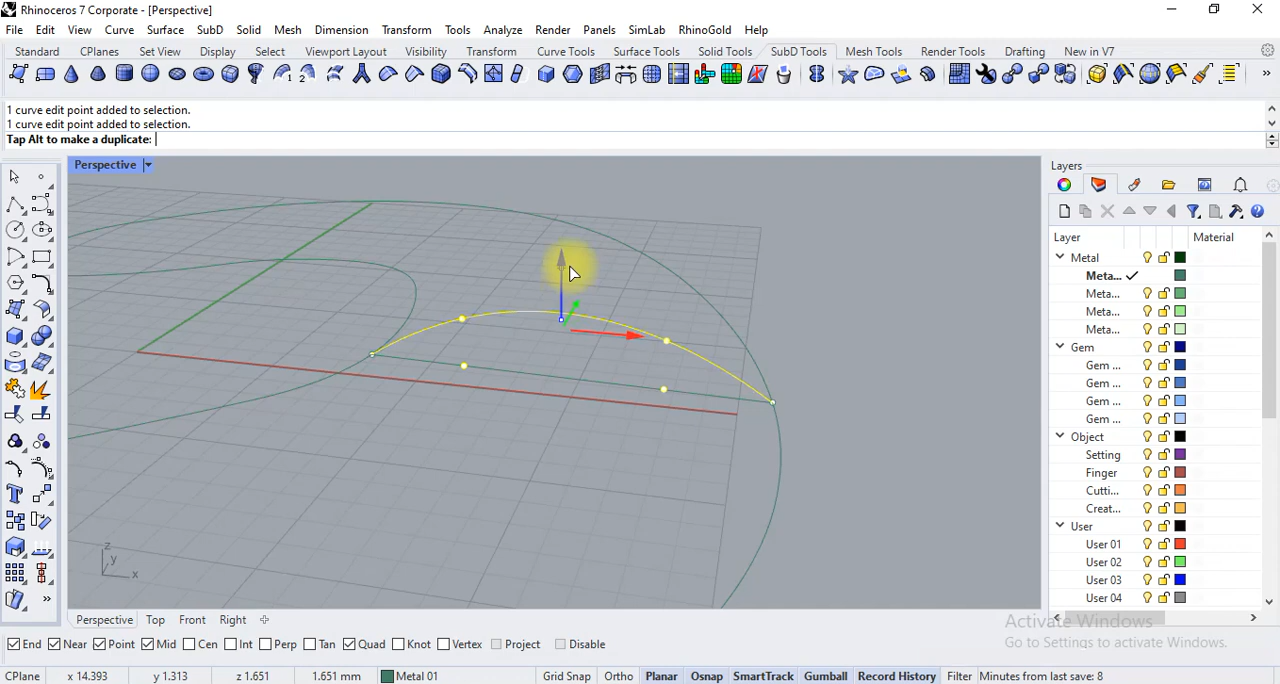 Rhinoceros 7 Corporate - [Perspective]
File Edit View Curve Surface SubD Solid Mesh Dimension Transform Tools Analyze Render Panels SimLab RhinoGold Help
Standard CPlanes Set View Display Select Viewport Layout Visibility Transform Curve Tools Surface Tools Solid Tools SubD Tools Mesh Tools Render Tools Drafting New in V7
1 curve edit point added to selection.
1 curve edit point added to selection.
Tap Alt to make a duplicate:
Perspective
Layers
Layer Material
Metal
Meta...
Meta...
Meta...
Meta...
Gem
Gem ...
Gem ...
Gem ...
Gem ...
Object
Setting
Finger
Cutti...
Creat...
User
User 01
User 02
User 03
User 04
z
y
x
Perspective Top Front Right
Activate Windows
Go to Settings to activate Windows.
End Near Point Mid Cen Int Perp Tan Quad Knot Vertex Project Disable
CPlane x 14.393 y 1.313 z 1.651 1.651 mm Metal 01 Grid Snap Ortho Planar Osnap SmartTrack Gumball Record History Filter Minutes from last save: 8